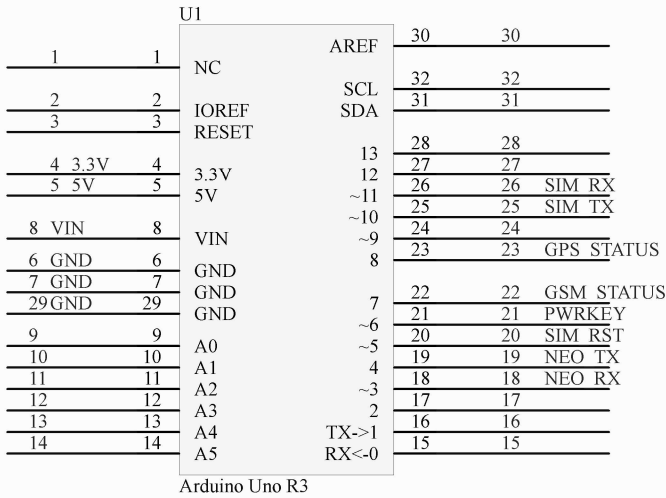 U1
30 AREF 30
1 1 NC
32 SCL 32
2 2 IOREF 31 SDA 31
3 3 RESET
28 13 28
4 3.3V 4 3.3V 27 12 27
5 5V 5 5V 26 ~11 26 SIM RX
25 ~10 25 SIM TX
8 VIN 8 VIN 24 ~9 24
6 GND 6 GND 23 8 23 GPS STATUS
7 GND 7 GND 22 7 22 GSM STATUS
29 GND 29 GND 21 ~6 21 PWRKEY
9 9 A0 20 ~5 20 SIM RST
10 10 A1 19 4 19 NEO TX
11 11 A2 18 ~3 18 NEO RX
12 12 A3 17 2 17
13 13 A4 16 TX->1 16
14 14 A5 15 RX<-0 15
Arduino Uno R3